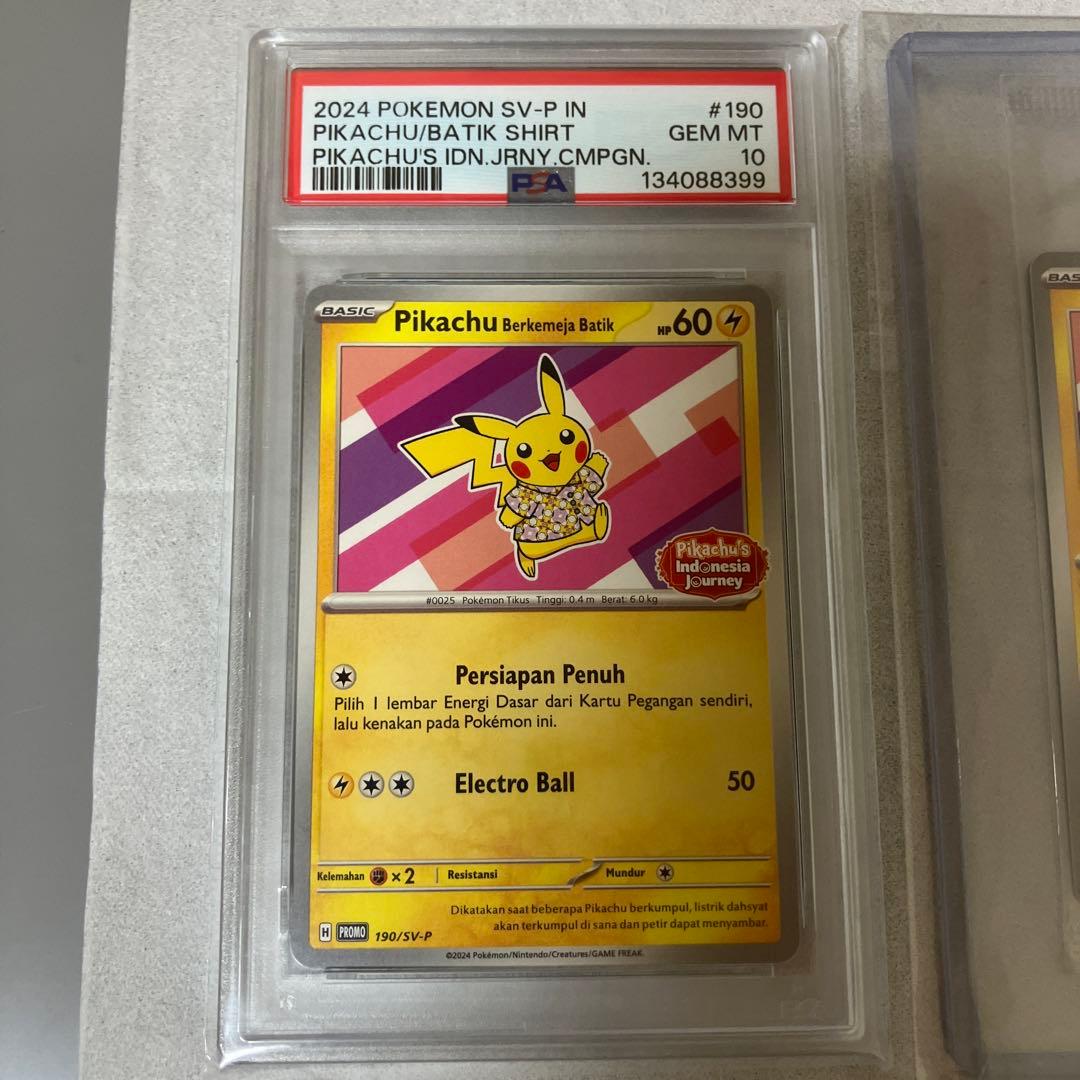 2024 POKEMON SV-P IN #190
PIKACHU/BATIK SHIRT GEM MT
PIKACHU'S IDN.JRNY.CMPGN. 10
PSA 134088399
BASIC Pikachu Berkemeja Batik HP 60
Pikachu's
Indonesia
Journey
#0025 Pokémon Tikus Tinggi: 0.4 m Berat: 6.0 kg
Persiapan Penuh
Pilih 1 lembar Energi Dasar dari Kartu Pegangan sendiri,
lalu kenakan pada Pokémon ini.
Electro Ball 50
Kelemahan ×2 Resistansi Mundur
Dikatakan saat beberapa Pikachu berkumpul, listrik dahsyat
akan terkumpul di sana dan petir dapat menyambar.
H PROMO 190/SV-P
©2024 Pokémon/Nintendo/Creatures/GAME FREAK.
BAS